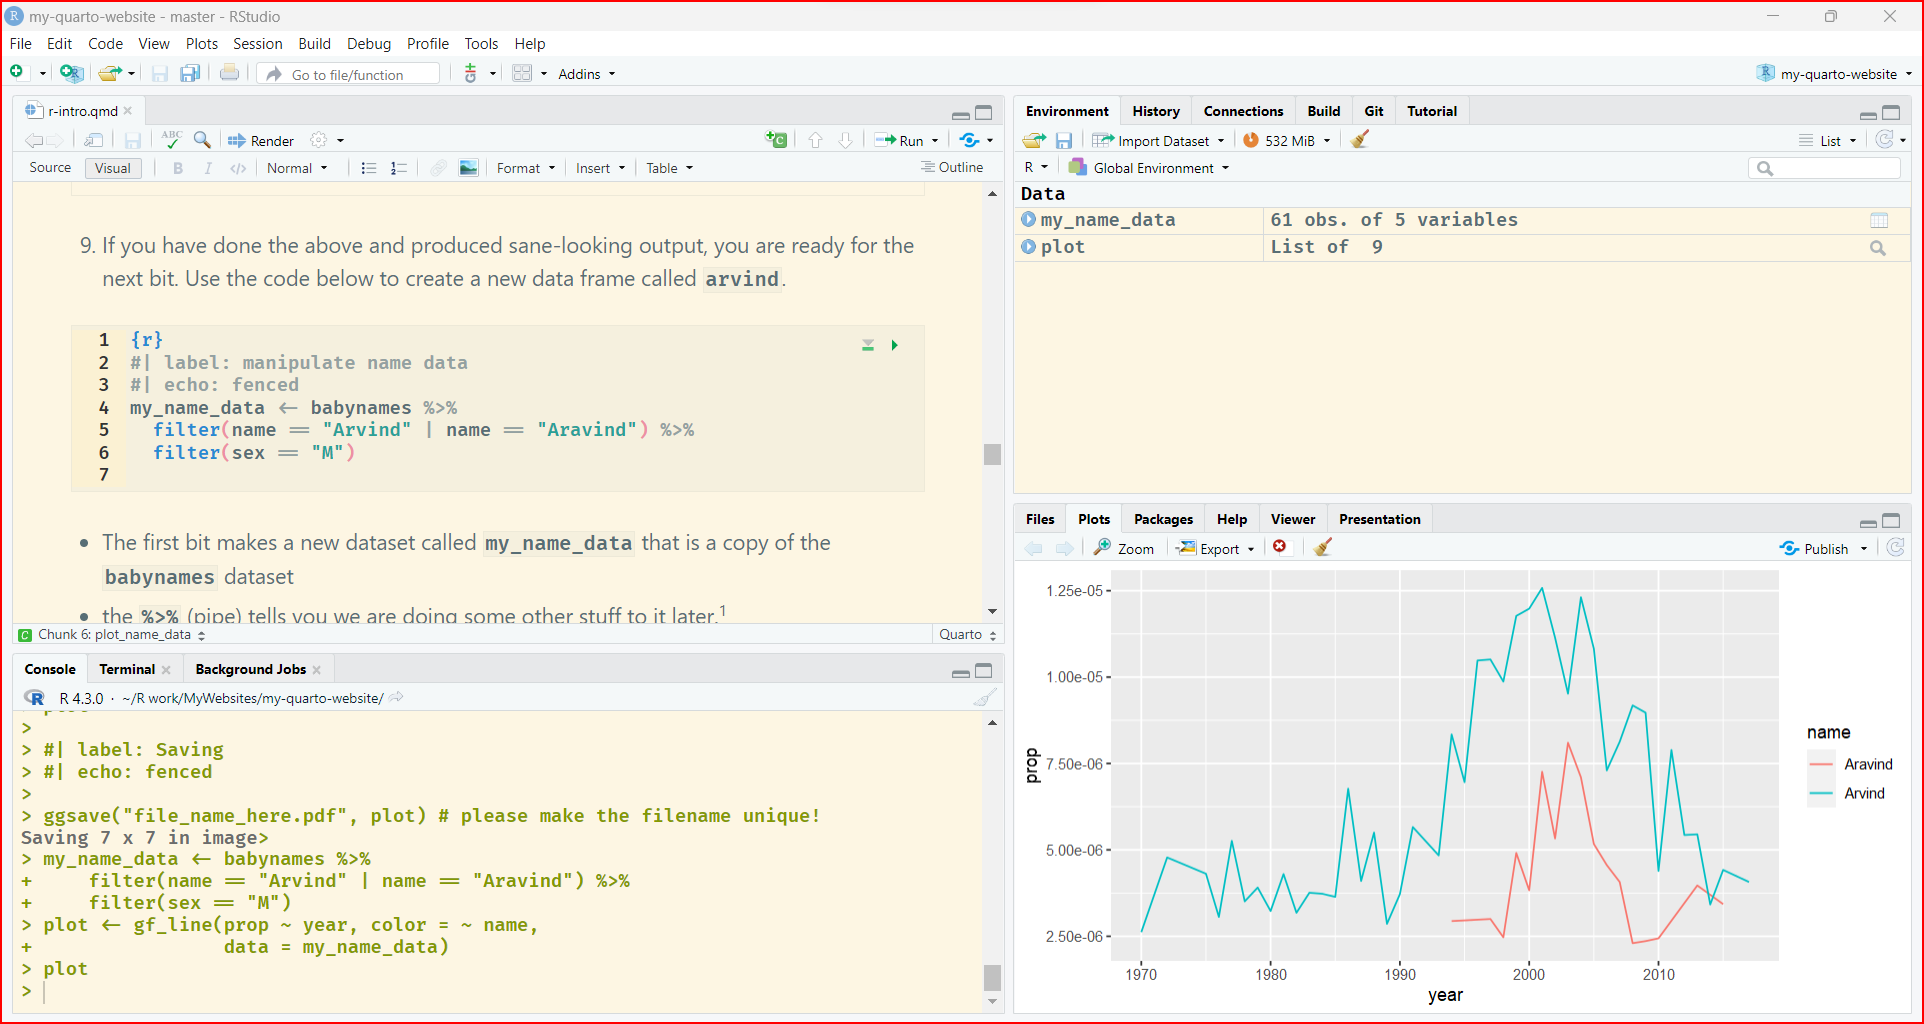 my-quarto-website - master - RStudio
File Edit Code View Plots Session Build Debug Profile Tools Help
Go to file/function Addins my-quarto-website
r-intro.qmd
ABC Render Run
Source Visual B I </> Normal Format Insert Table Outline
9. If you have done the above and produced sane-looking output, you are ready for the
next bit. Use the code below to create a new data frame called arvind.
1 {r}
2 #| label: manipulate name data
3 #| echo: fenced
4 my_name_data <- babynames %>%
5 filter(name == "Arvind" | name == "Aravind") %>%
6 filter(sex == "M")
7
• The first bit makes a new dataset called my_name_data that is a copy of the
babynames dataset
• the %>% (pipe) tells you we are doing some other stuff to it later.1
Chunk 6: plot_name_data Quarto
Console Terminal Background Jobs
R 4.3.0 · ~/R work/MyWebsites/my-quarto-website/
>
> #| label: Saving
> #| echo: fenced
>
> ggsave("file_name_here.pdf", plot) # please make the filename unique!
Saving 7 x 7 in image>
> my_name_data <- babynames %>%
+ filter(name == "Arvind" | name == "Aravind") %>%
+ filter(sex == "M")
> plot <- gf_line(prop ~ year, color = ~ name,
+ data = my_name_data)
> plot
>
Environment History Connections Build Git Tutorial
Import Dataset 532 MiB List
R Global Environment
Data
my_name_data 61 obs. of 5 variables
plot List of 9
Files Plots Packages Help Viewer Presentation
Zoom Export Publish
1.25e-05
1.00e-05
7.50e-06
5.00e-06
2.50e-06
prop
1970 1980 1990 2000 2010
year
name
Aravind
Arvind